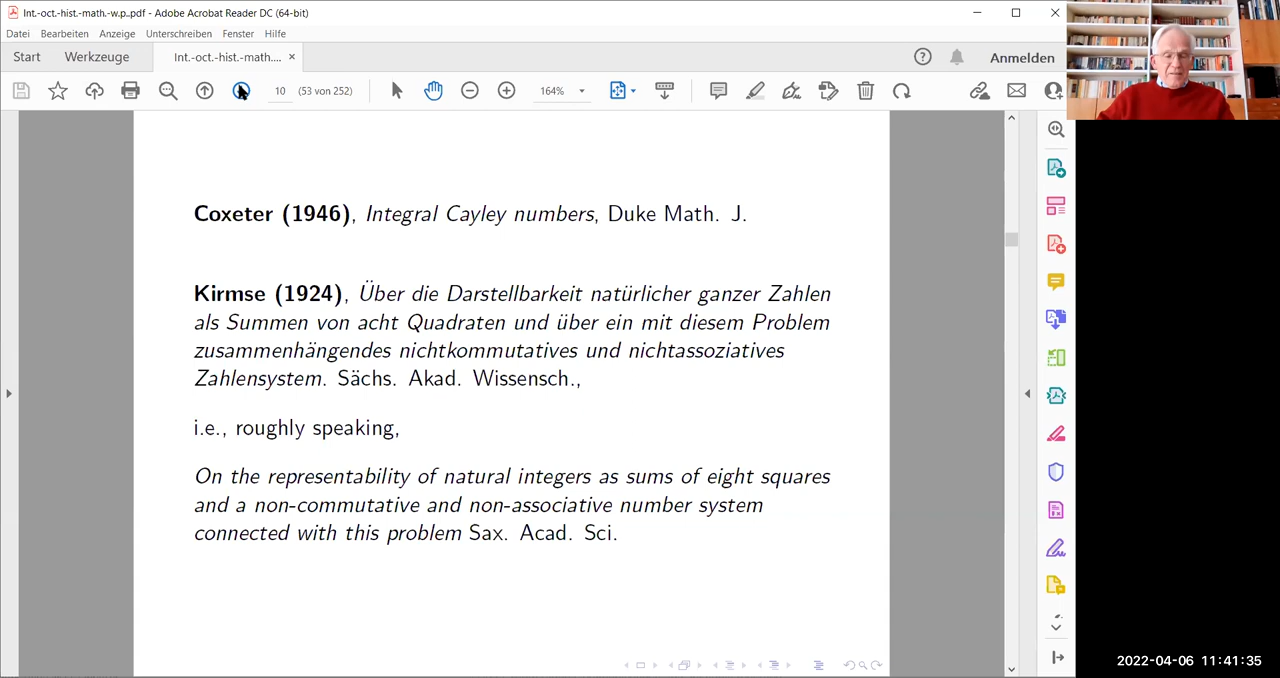 Int.-oct.-hist.-math.-w.p..pdf - Adobe Acrobat Reader DC (64-bit)
Datei Bearbeiten Anzeige Unterschreiben Fenster Hilfe
Start Werkzeuge Int.-oct.-hist.-math.... × Anmelden
10 (53 von 252) 164%
Coxeter (1946), Integral Cayley numbers, Duke Math. J.
Kirmse (1924), Über die Darstellbarkeit natürlicher ganzer Zahlen
als Summen von acht Quadraten und über ein mit diesem Problem
zusammenhängendes nichtkommutatives und nichtassoziatives
Zahlensystem. Sächs. Akad. Wissensch.,
i.e., roughly speaking,
On the representability of natural integers as sums of eight squares
and a non-commutative and non-associative number system
connected with this problem Sax. Acad. Sci.
2022-04-06 11:41:35